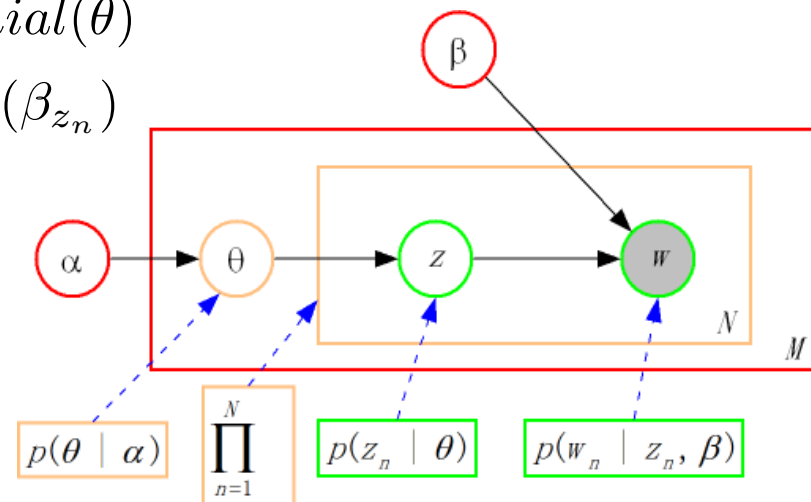 ial(θ)
(β_{z_n})
β
α
θ
z
w
N
M
p(θ | α)
∏_{n=1}^{N}
p(z_n | θ)
p(w_n | z_n, β)